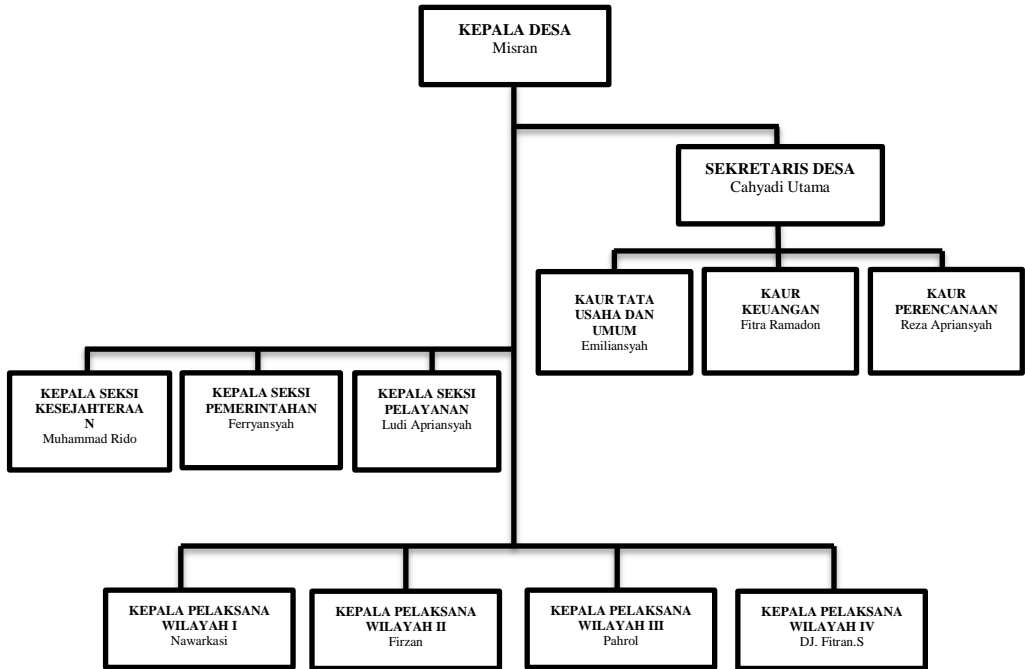 KEPALA DESA
Misran
SEKRETARIS DESA
Cahyadi Utama
KAUR TATA
USAHA DAN
UMUM
Emiliansyah
KAUR
KEUANGAN
Fitra Ramadon
KAUR
PERENCANAAN
Reza Apriansyah
KEPALA SEKSI
KESEJAHTERAA
N
Muhammad Rido
KEPALA SEKSI
PEMERINTAHAN
Ferryansyah
KEPALA SEKSI
PELAYANAN
Ludi Apriansyah
KEPALA PELAKSANA
WILAYAH I
Nawarkasi
KEPALA PELAKSANA
WILAYAH II
Firzan
KEPALA PELAKSANA
WILAYAH III
Pahrol
KEPALA PELAKSANA
WILAYAH IV
DJ. Fitran.S